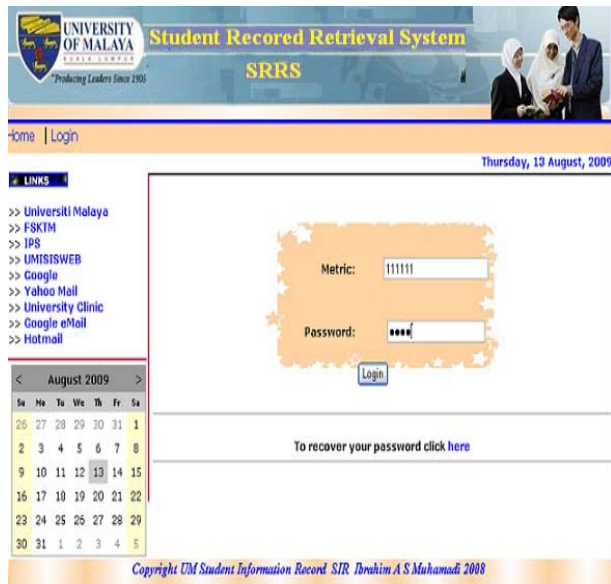 UNIVERSITY
OF MALAYA
KUALA LUMPUR
"Producing Leaders Since 1905
Student Recored Retrieval System
SRRS
Home | Login
Thursday, 13 August, 2009
LINKS
>> Universiti Malaya
>> FSKTM
>> IPS
>> UMISISWEB
>> Google
>> Yahoo Mail
>> University Clinic
>> Google eMail
>> Hotmail
Metric: 111111
Password: ••••
Login
To recover your password click here
< August 2009 >
Su Mo Tu We Th Fr Sa
26 27 28 29 30 31 1
2 3 4 5 6 7 8
9 10 11 12 13 14 15
16 17 18 19 20 21 22
23 24 25 26 27 28 29
30 31 1 2 3 4 5
Copyright UM Student Information Record SIR Ibrahim A S Muhamadi 2008